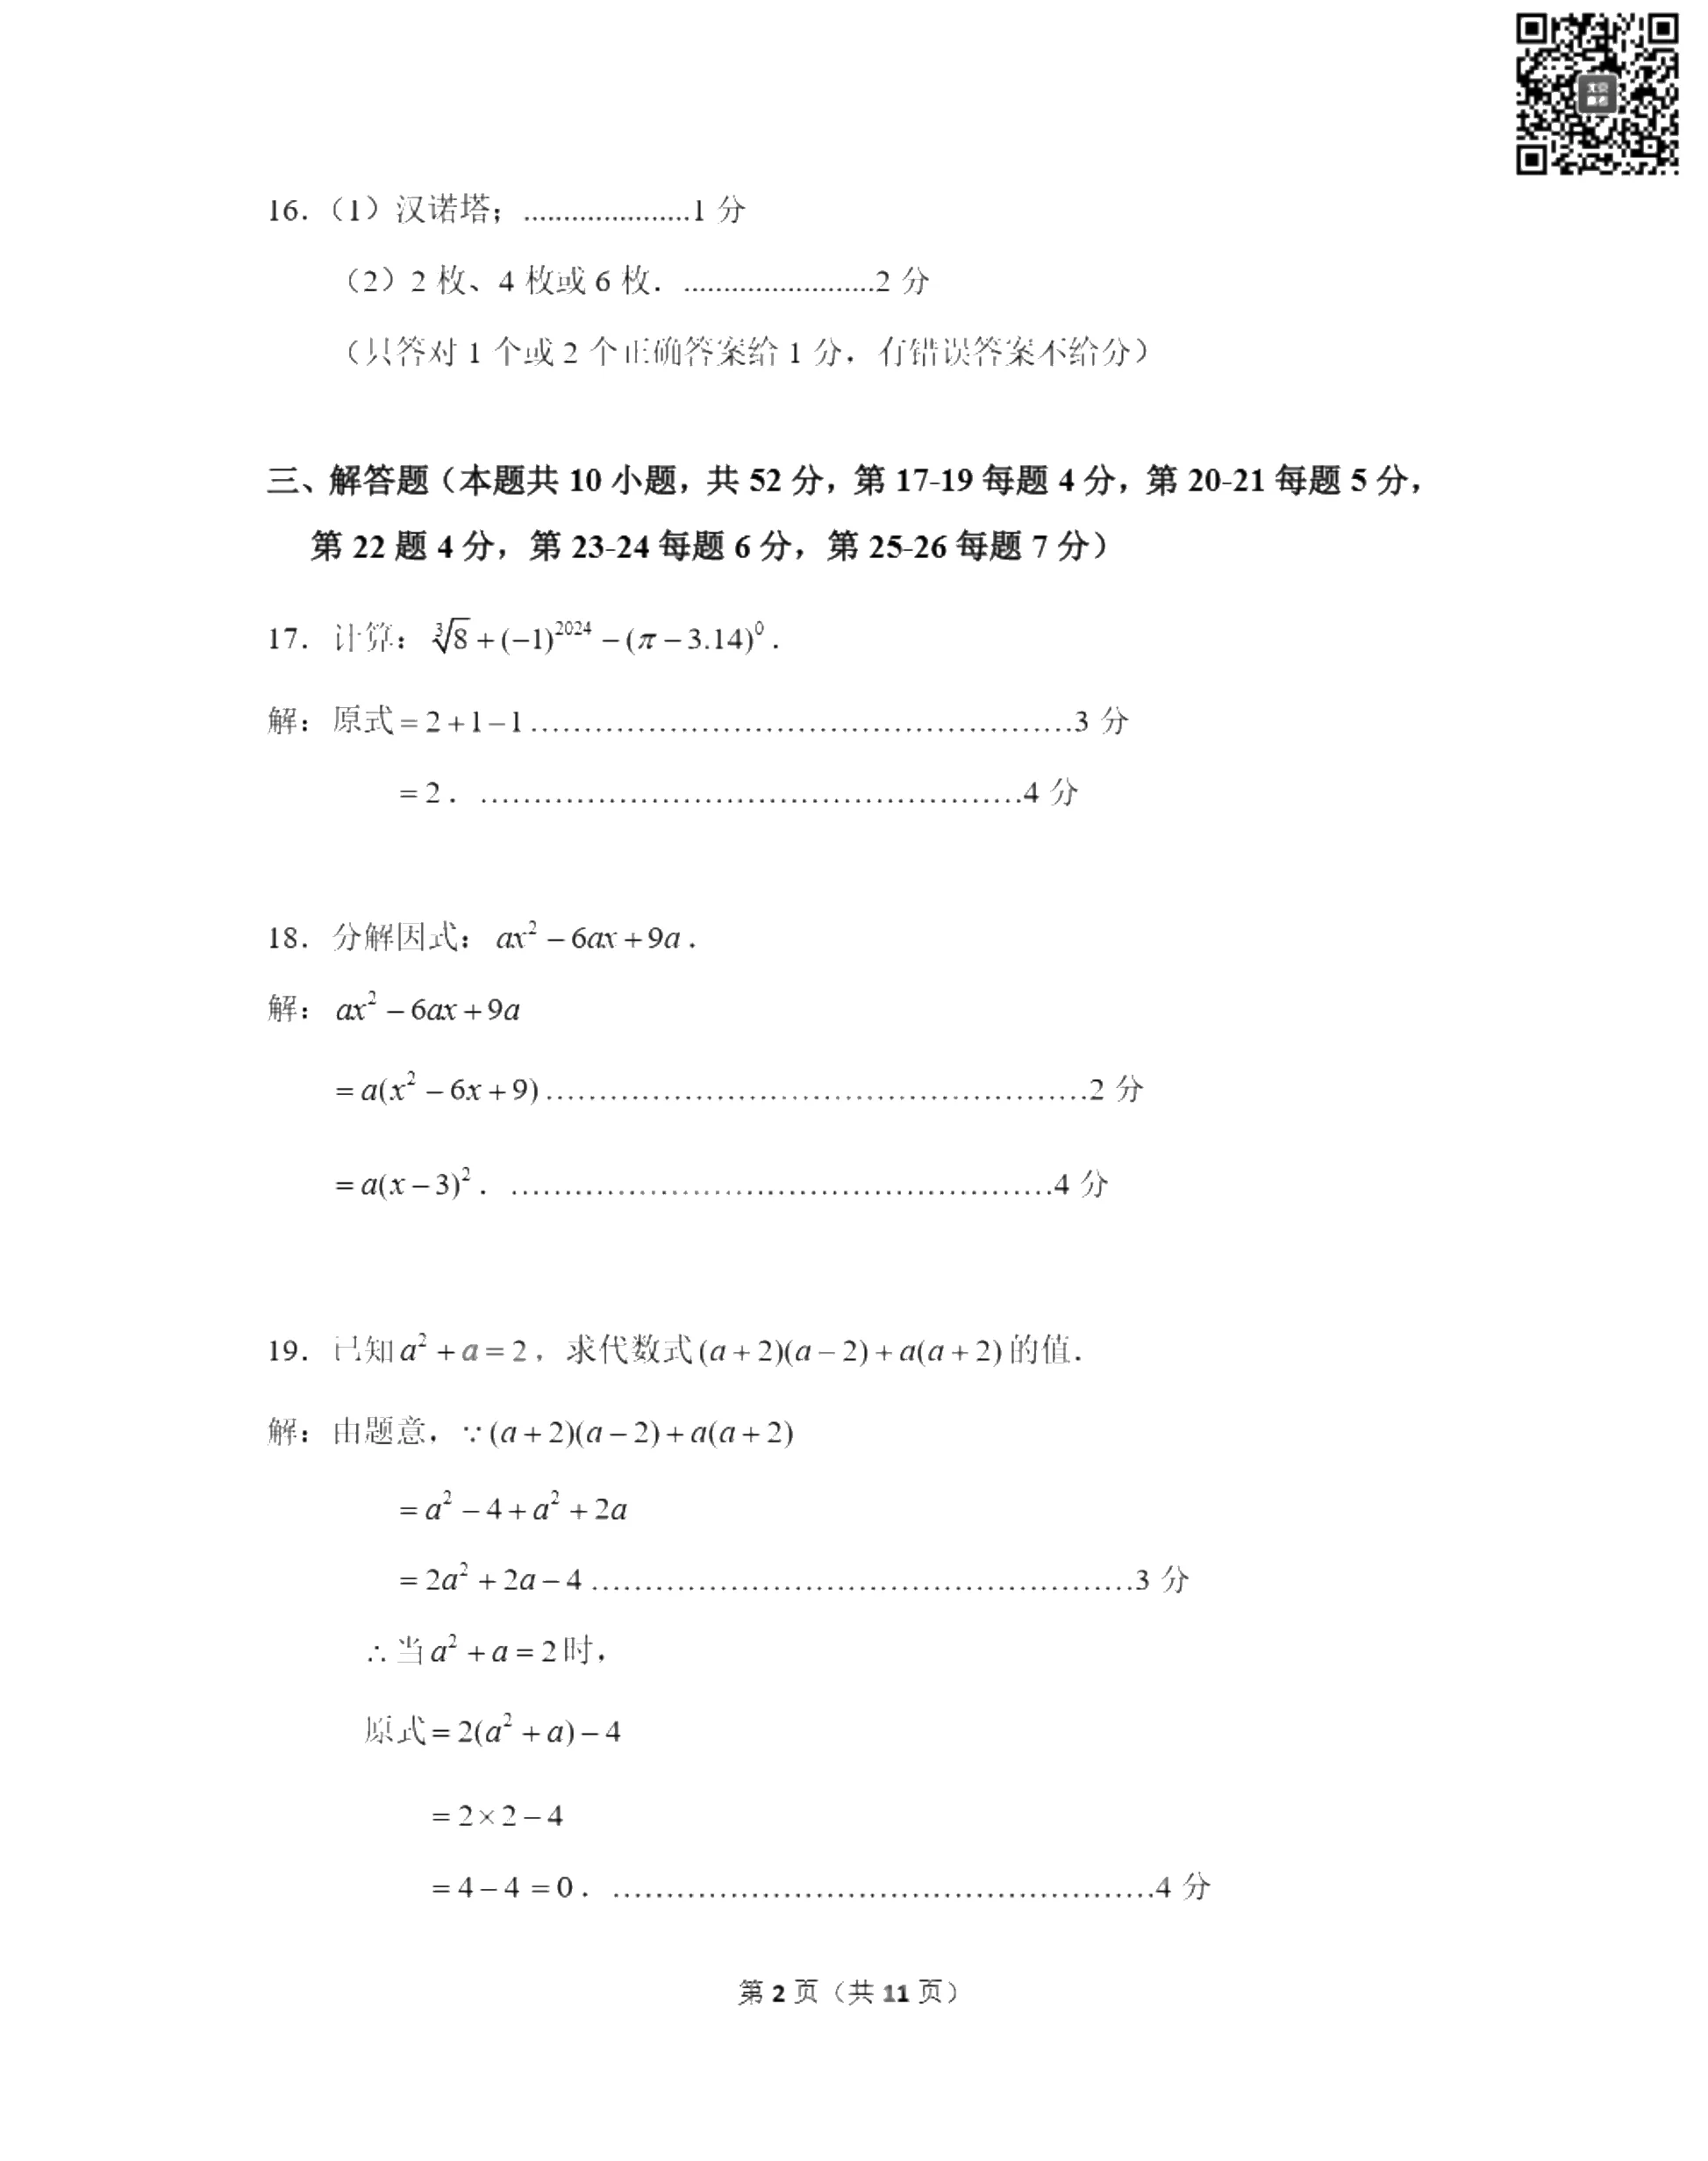 16.（1）汉诺塔；.....................1 分
（2）2 枚、4 枚或 6 枚. ........................2 分
（只答对 1 个或 2 个正确答案给 1 分，有错误答案不给分）
三、解答题（本题共 10 小题，共 52 分，第 17-19 每题 4 分，第 20-21 每题 5 分，
第 22 题 4 分，第 23-24 每题 6 分，第 25-26 每题 7 分）
17. 计算：∛8 + (−1)²⁰²⁴ − (π − 3.14)⁰ .
解：原式 = 2 + 1 − 1 ……………………………………………3 分
= 2 . ……………………………………………4 分
18. 分解因式：ax² − 6ax + 9a .
解：ax² − 6ax + 9a
= a(x² − 6x + 9) ……………………………………………2 分
= a(x − 3)² . ……………………………………………4 分
19. 已知 a² + a = 2，求代数式 (a + 2)(a − 2) + a(a + 2) 的值.
解：由题意，∵ (a + 2)(a − 2) + a(a + 2)
= a² − 4 + a² + 2a
= 2a² + 2a − 4 ……………………………………………3 分
∴ 当 a² + a = 2 时，
原式 = 2(a² + a) − 4
= 2 × 2 − 4
= 4 − 4 = 0 . ……………………………………………4 分
第 2 页（共 11 页）